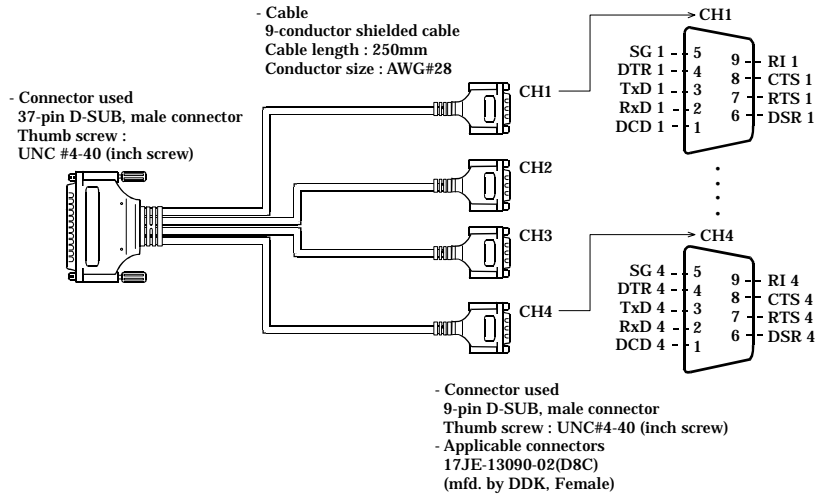 - Cable
9-conductor shielded cable
Cable length : 250mm
Conductor size : AWG#28
- Connector used
37-pin D-SUB, male connector
Thumb screw :
UNC #4-40 (inch screw)
CH1
CH2
CH3
CH4
CH1
SG 1
DTR 1
TxD 1
RxD 1
DCD 1
5
4
3
2
1
9
8
7
6
RI 1
CTS 1
RTS 1
DSR 1
CH4
SG 4
DTR 4
TxD 4
RxD 4
DCD 4
5
4
3
2
1
9
8
7
6
RI 4
CTS 4
RTS 4
DSR 4
- Connector used
9-pin D-SUB, male connector
Thumb screw : UNC#4-40 (inch screw)
- Applicable connectors
17JE-13090-02(D8C)
(mfd. by DDK, Female)